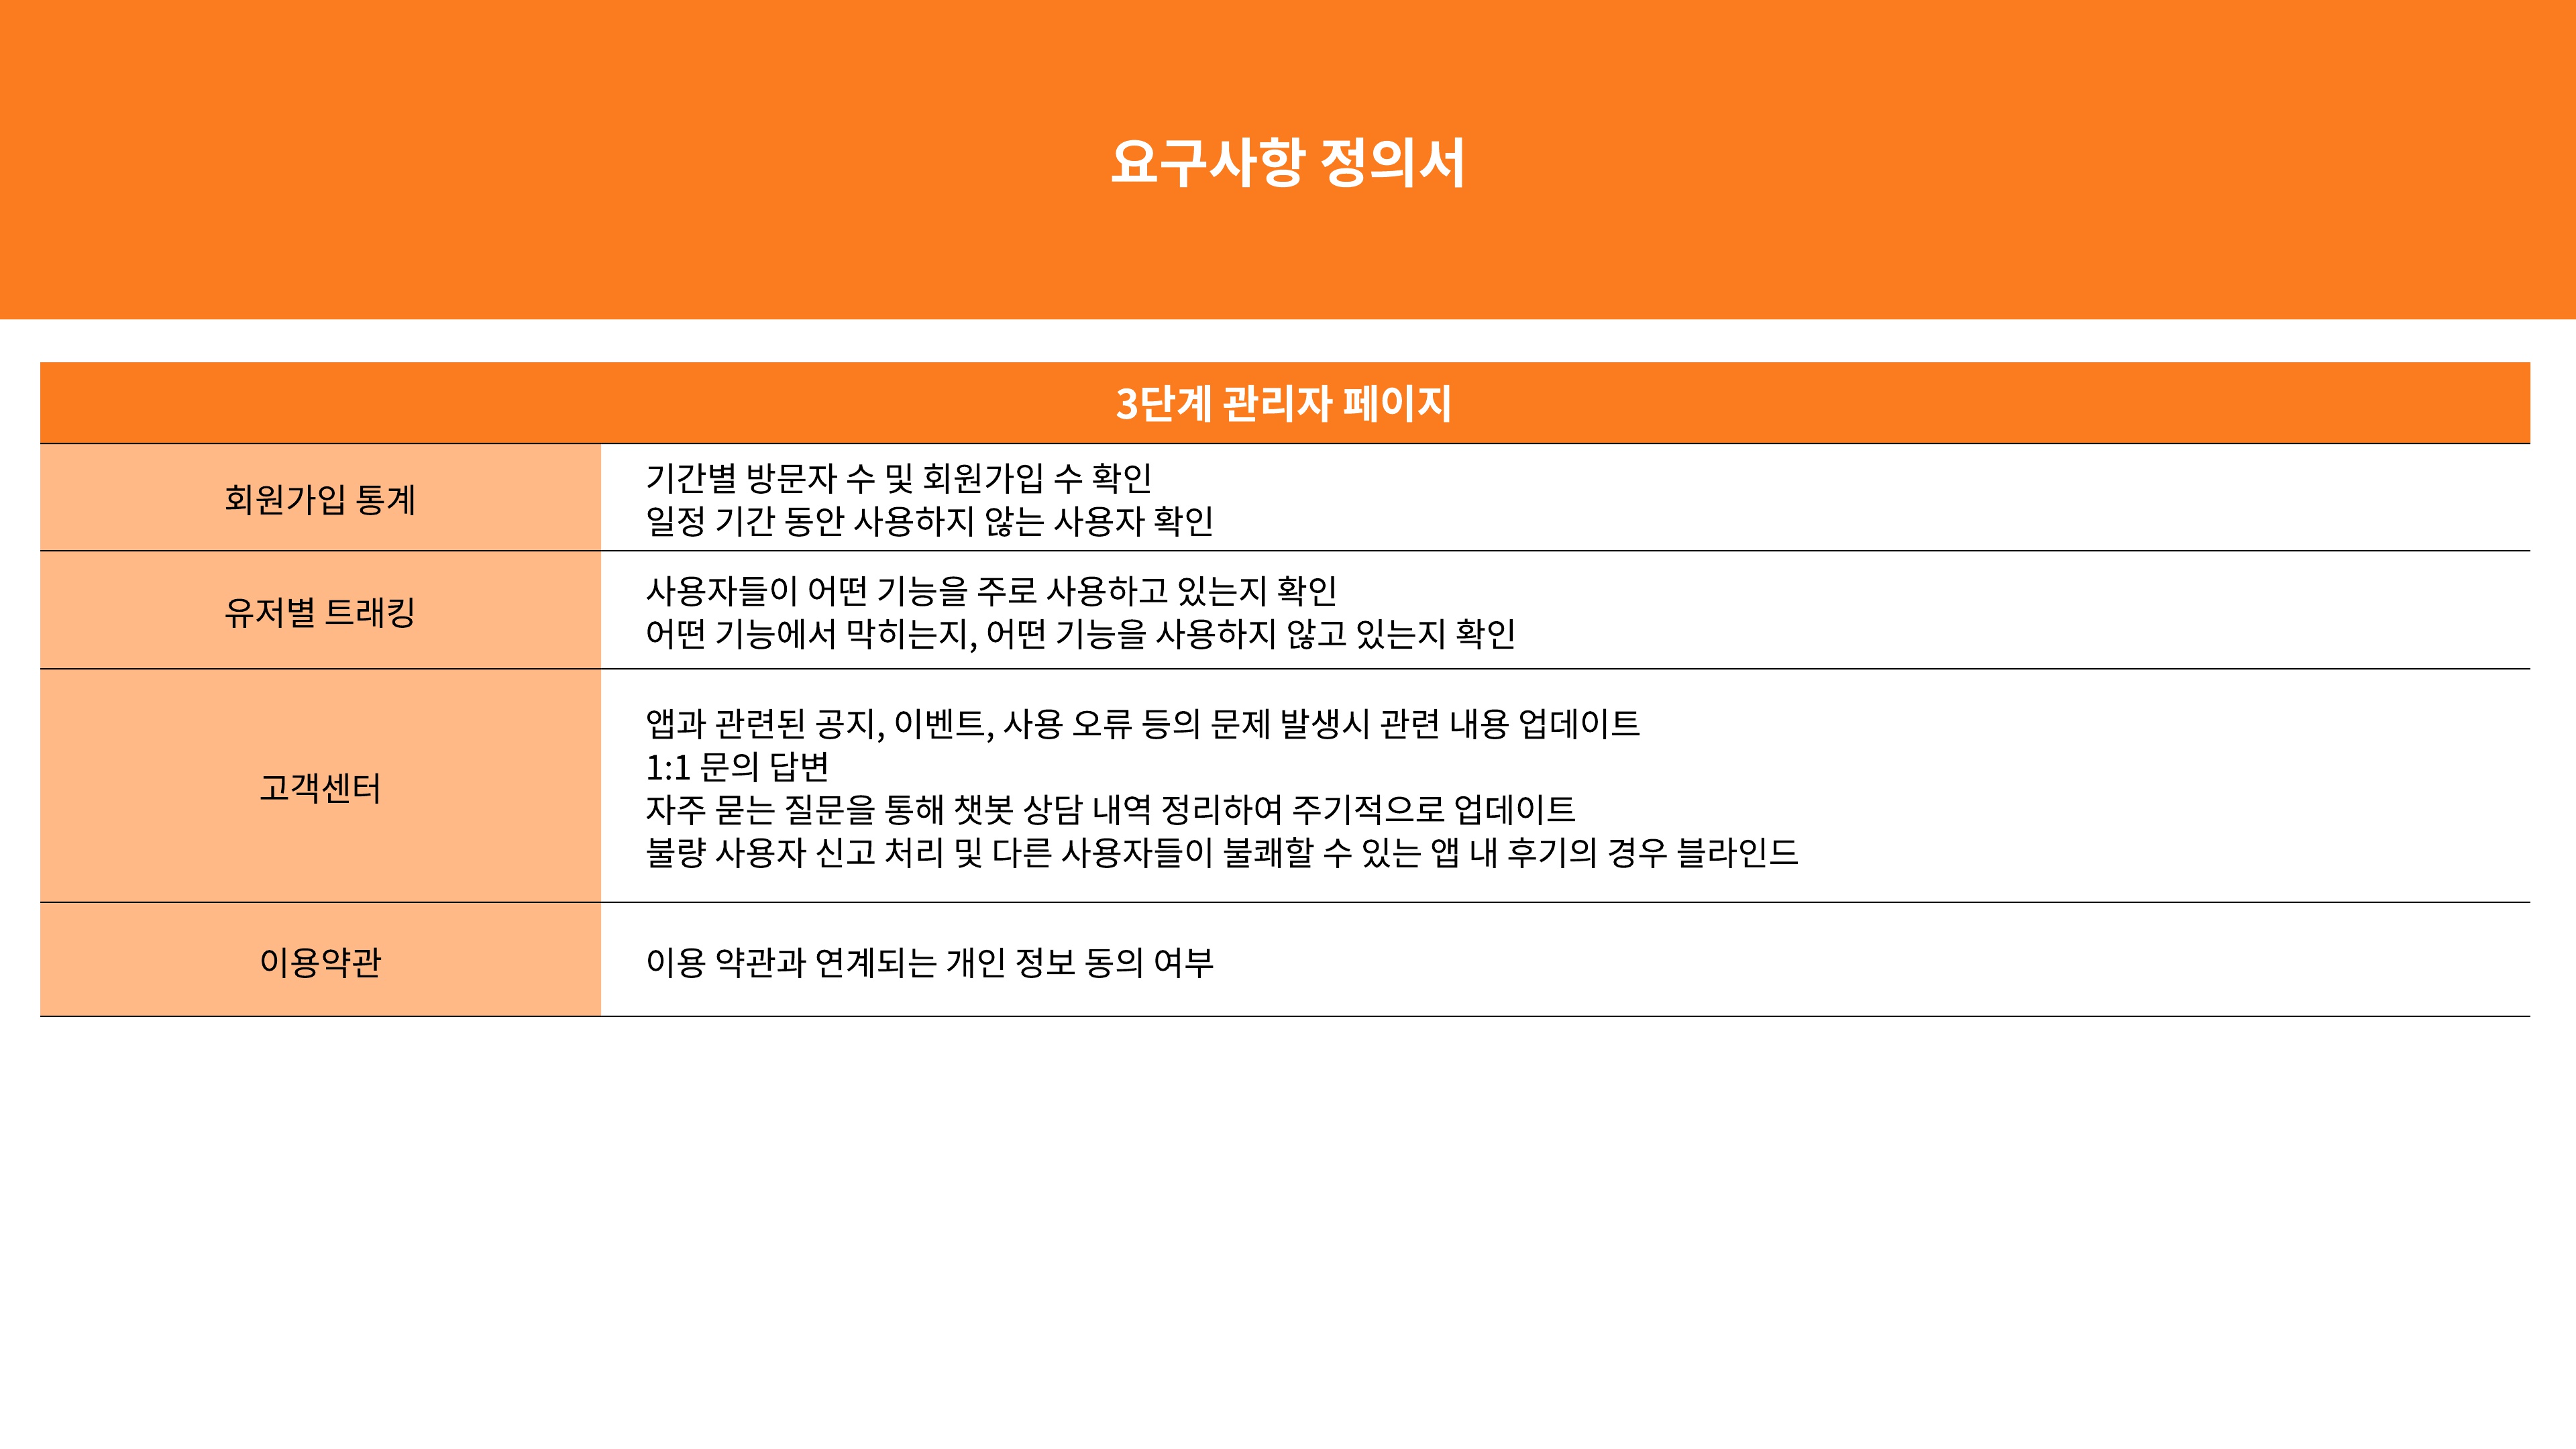 요구사항 정의서
3단계 관리자 페이지
회원가입 통계
기간별 방문자 수 및 회원가입 수 확인
일정 기간 동안 사용하지 않는 사용자 확인
유저별 트래킹
사용자들이 어떤 기능을 주로 사용하고 있는지 확인
어떤 기능에서 막히는지, 어떤 기능을 사용하지 않고 있는지 확인
고객센터
앱과 관련된 공지, 이벤트, 사용 오류 등의 문제 발생시 관련 내용 업데이트
1:1 문의 답변
자주 묻는 질문을 통해 챗봇 상담 내역 정리하여 주기적으로 업데이트
불량 사용자 신고 처리 및 다른 사용자들이 불쾌할 수 있는 앱 내 후기의 경우 블라인드
이용약관
이용 약관과 연계되는 개인 정보 동의 여부